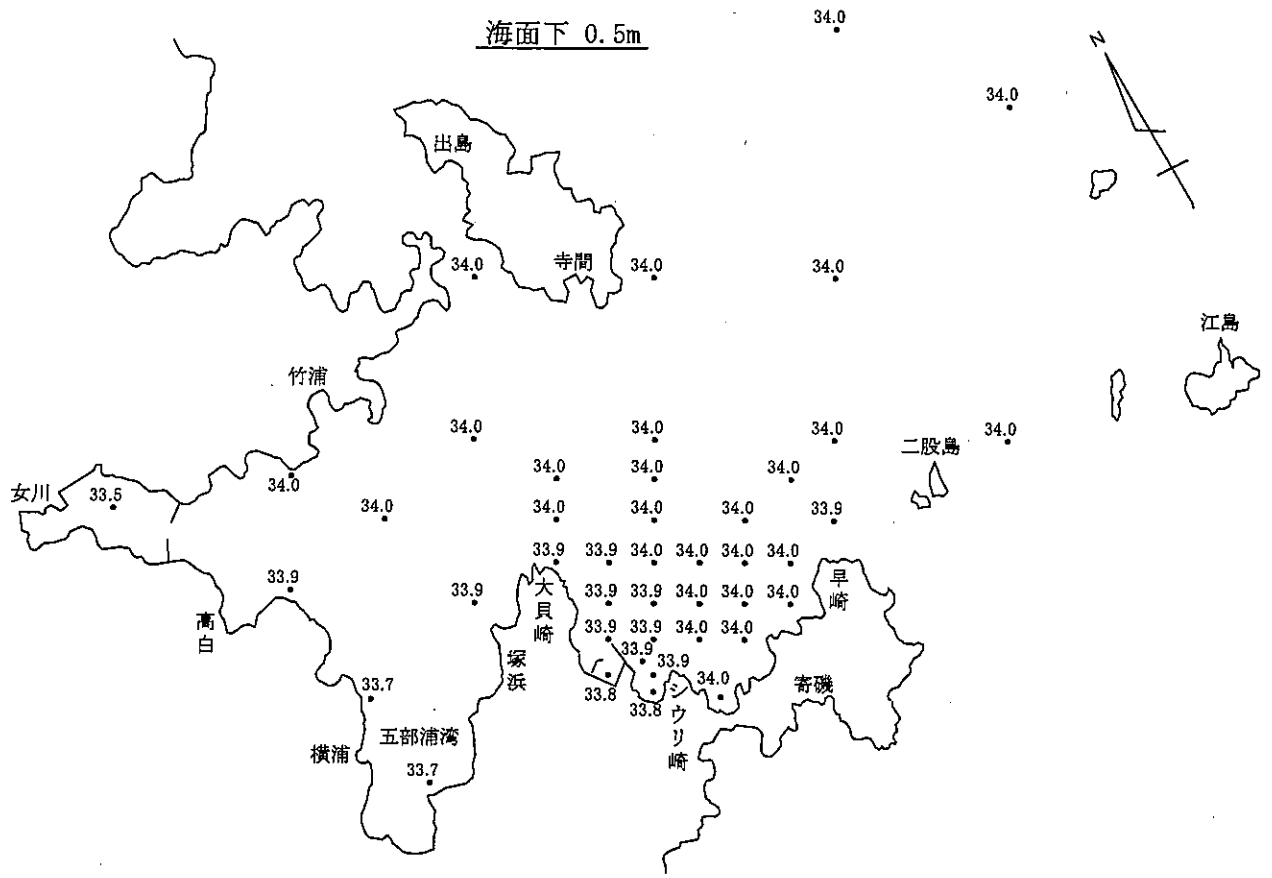 海面下 0.5m
34.0
N
34.0
出島
寺間
34.0 34.0 34.0
江島
竹浦
34.0 34.0 34.0 34.0
二股島
34.0 34.0 34.0
女川
33.5
34.0
34.0 34.0 34.0 34.0 33.9
33.9 33.9 34.0 34.0 34.0 34.0
33.9
33.9 33.9 33.9 34.0 34.0 34.0
大貝崎
早崎
高白
33.9 33.9 34.0 34.0
塚浜
33.9 33.9
33.8
33.8
34.0
シウリ崎
寄磯
33.7
五部浦湾
横浦
33.7